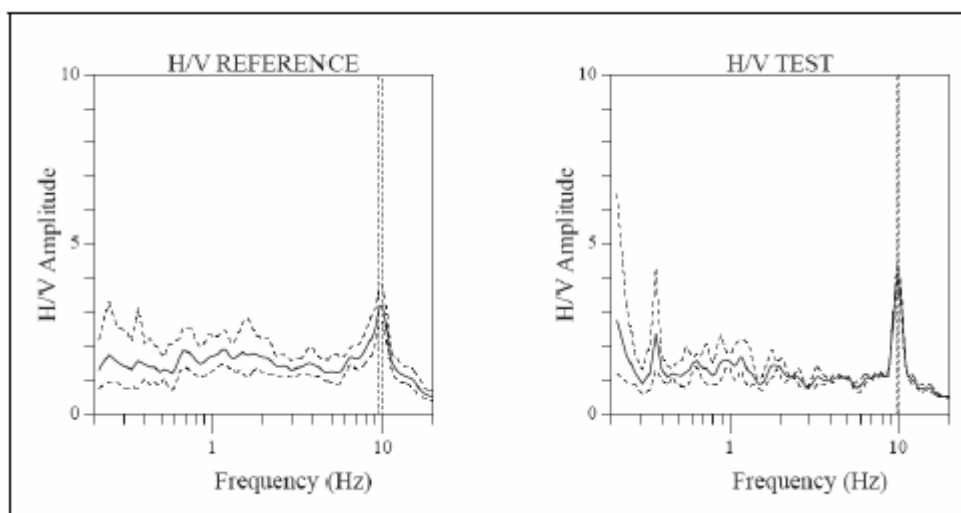 H/V REFERENCE
10
5
0
H/V Amplitude
1
10
Frequency (Hz)
H/V TEST
10
5
0
H/V Amplitude
1
10
Frequency (Hz)